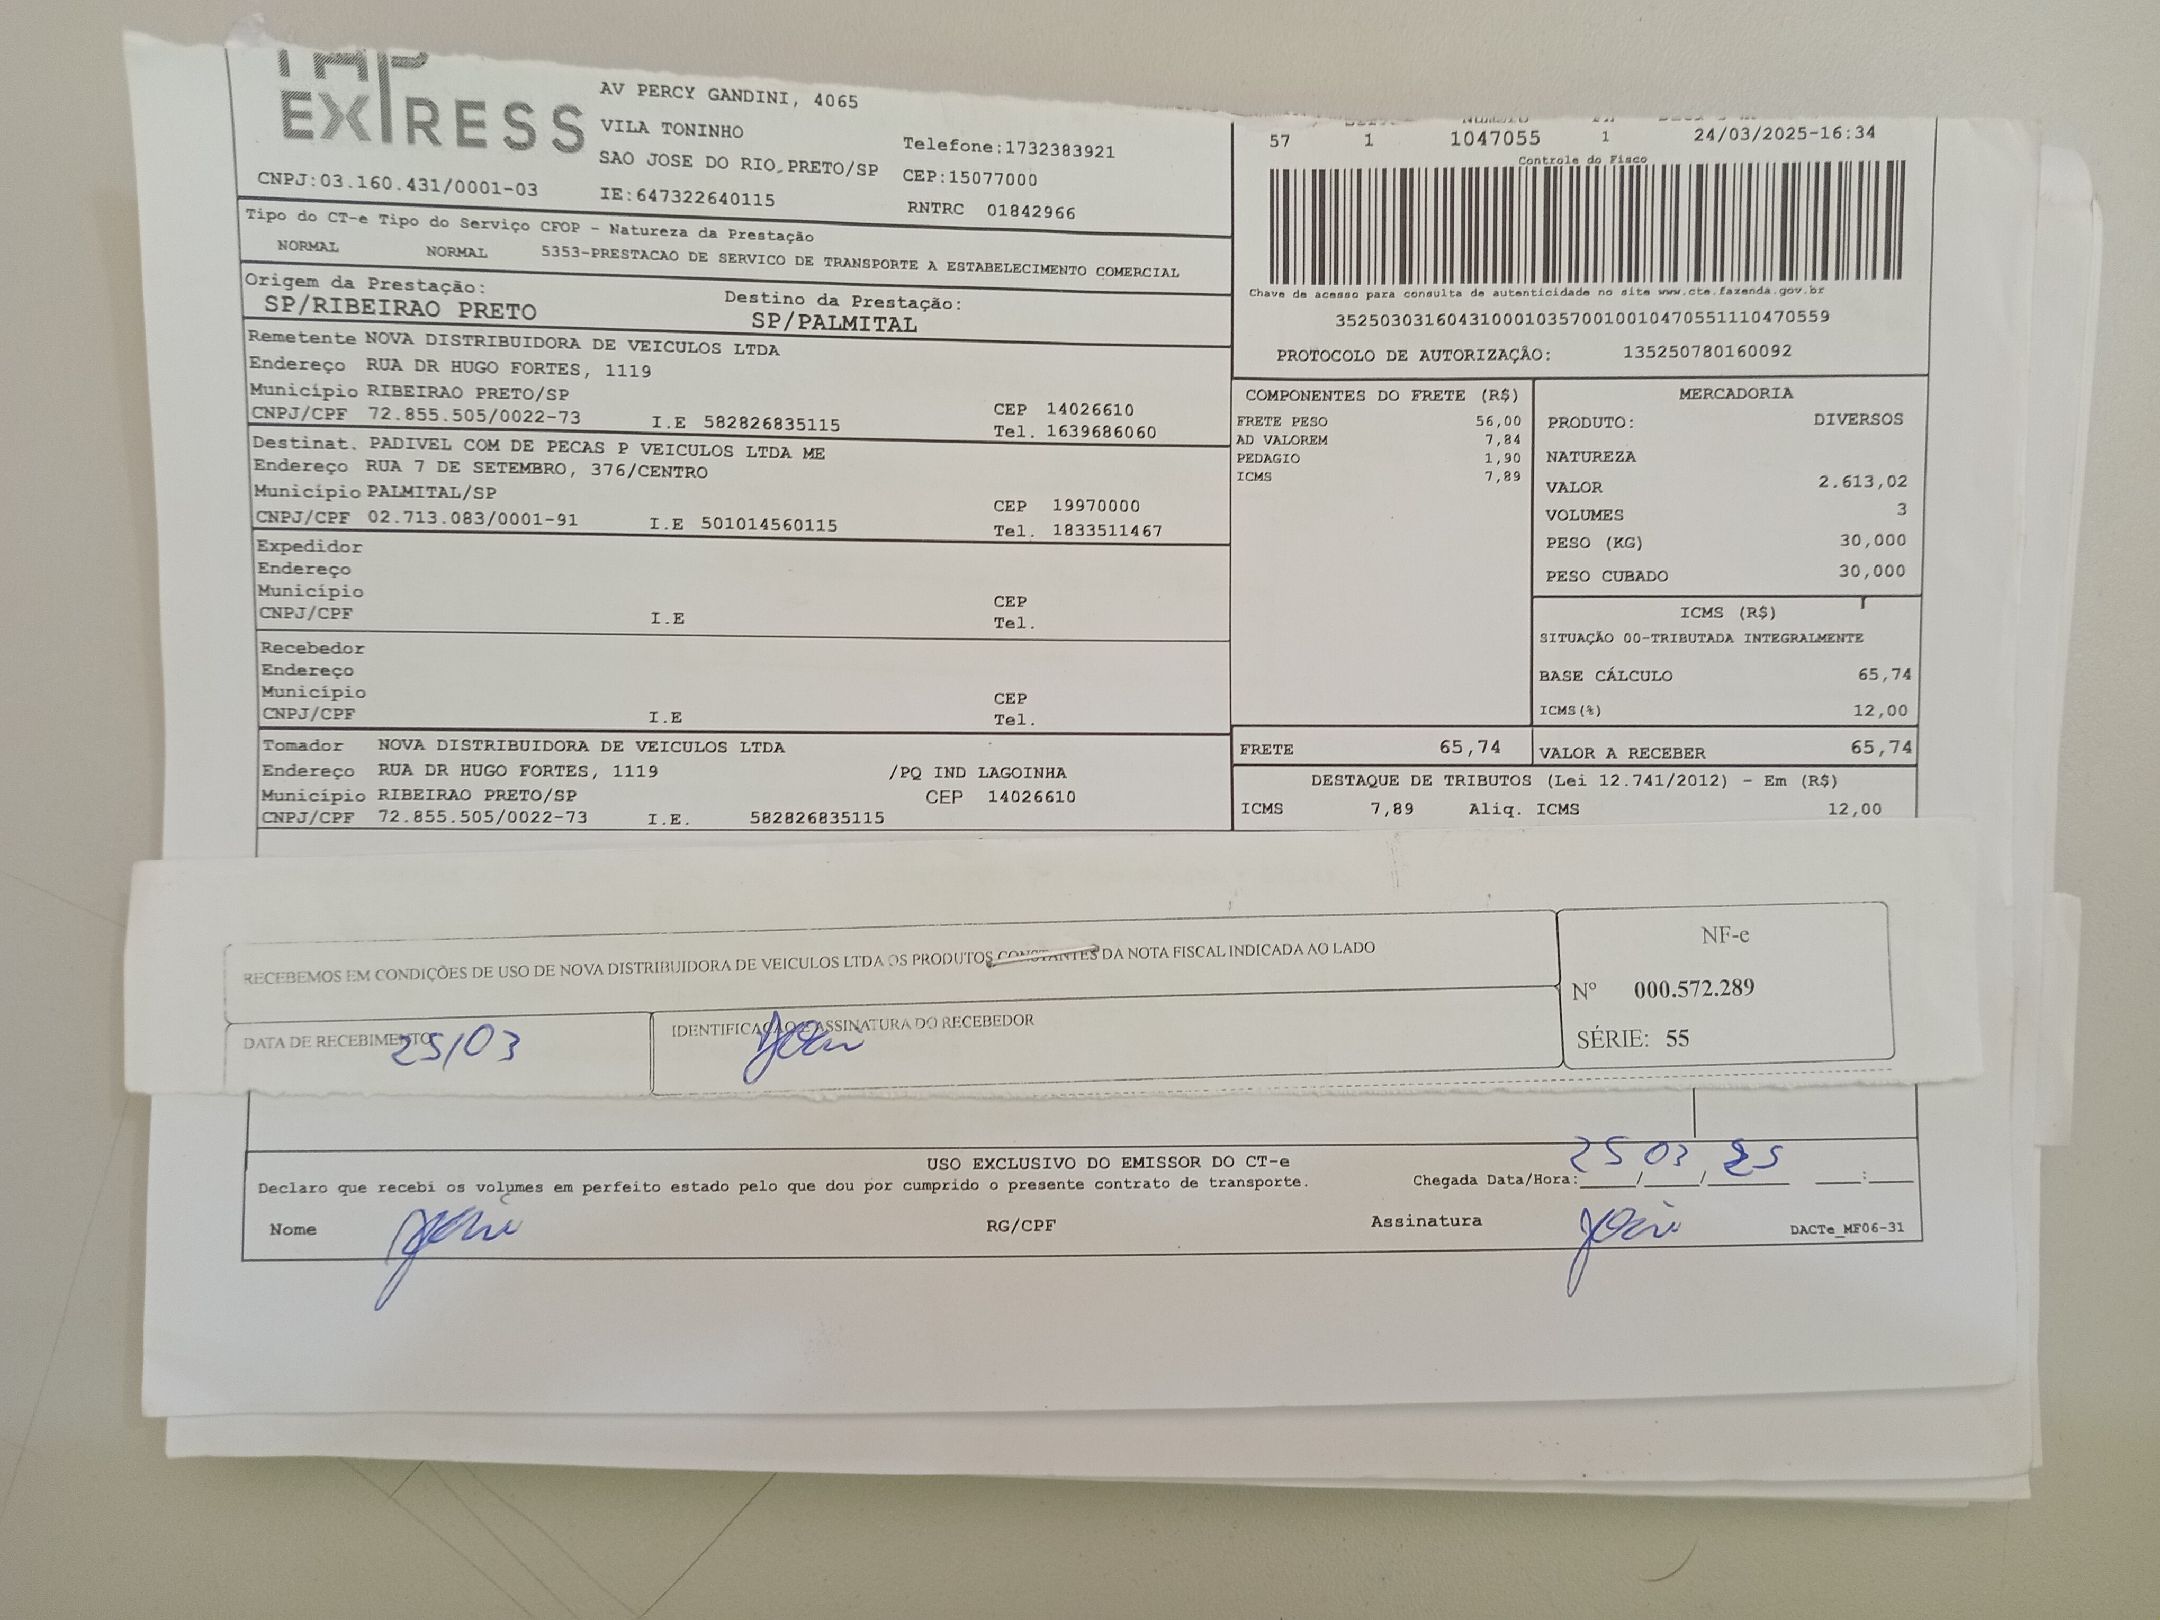 EXPRESS
AV PERCY GANDINI, 4065
VILA TONINHO
SAO JOSE DO RIO PRETO/SP
Telefone:1732383921
CEP:15077000
CNPJ:03.160.431/0001-03
IE:647322640115
RNTRC 01842966
57 1 1047055 1 24/03/2025-16:34
Controle do Fisco
Chave de acesso para consulta de autenticidade no site www.cte.fazenda.gov.br
35250303160431000103570010010470551110470559
PROTOCOLO DE AUTORIZAÇÃO: 135250780160092
Tipo do CT-e Tipo do Serviço CFOP - Natureza da Prestação
NORMAL NORMAL 5353-PRESTACAO DE SERVICO DE TRANSPORTE A ESTABELECIMENTO COMERCIAL
Origem da Prestação: Destino da Prestação:
SP/RIBEIRAO PRETO SP/PALMITAL
Remetente NOVA DISTRIBUIDORA DE VEICULOS LTDA
Endereço RUA DR HUGO FORTES, 1119
Município RIBEIRAO PRETO/SP CEP 14026610
CNPJ/CPF 72.855.505/0022-73 I.E 582826835115 Tel. 1639686060
Destinat. PADIVEL COM DE PECAS P VEICULOS LTDA ME
Endereço RUA 7 DE SETEMBRO, 376/CENTRO
Município PALMITAL/SP CEP 19970000
CNPJ/CPF 02.713.083/0001-91 I.E 501014560115 Tel. 1833511467
Expedidor
Endereço
Município CEP
CNPJ/CPF I.E Tel.
Recebedor
Endereço
Município CEP
CNPJ/CPF I.E Tel.
Tomador NOVA DISTRIBUIDORA DE VEICULOS LTDA
Endereço RUA DR HUGO FORTES, 1119 /PQ IND LAGOINHA
Município RIBEIRAO PRETO/SP CEP 14026610
CNPJ/CPF 72.855.505/0022-73 I.E. 582826835115
COMPONENTES DO FRETE (R$)
FRETE PESO 56,00
AD VALOREM 7,84
PEDAGIO 1,90
ICMS 7,89
MERCADORIA
PRODUTO: DIVERSOS
NATUREZA
VALOR 2.613,02
VOLUMES 3
PESO (KG) 30,000
PESO CUBADO 30,000
ICMS (R$)
SITUAÇÃO 00-TRIBUTADA INTEGRALMENTE
BASE CÁLCULO 65,74
ICMS(%) 12,00
FRETE 65,74 VALOR A RECEBER 65,74
DESTAQUE DE TRIBUTOS (Lei 12.741/2012) - Em (R$)
ICMS 7,89 Aliq. ICMS 12,00
RECEBEMOS EM CONDIÇÕES DE USO DE NOVA DISTRIBUIDORA DE VEICULOS LTDA OS PRODUTOS CONSTANTES DA NOTA FISCAL INDICADA AO LADO
DATA DE RECEBIMENTO 25/03
IDENTIFICAÇÃO E ASSINATURA DO RECEBEDOR João
NF-e
Nº 000.572.289
SÉRIE: 55
USO EXCLUSIVO DO EMISSOR DO CT-e
Declaro que recebi os volumes em perfeito estado pelo que dou por cumprido o presente contrato de transporte. Chegada Data/Hora: 25/03/25 :
Nome João RG/CPF Assinatura João DACTe_MF06-31